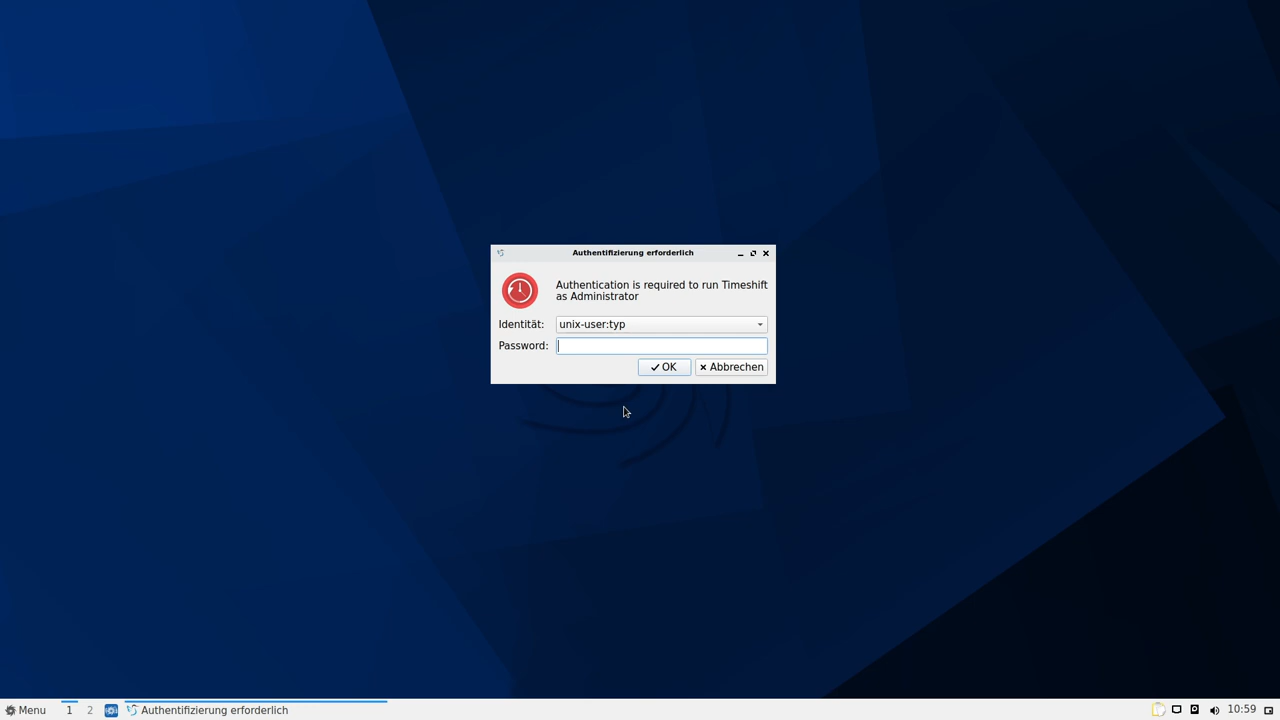 Authentifizierung erforderlich
Authentication is required to run Timeshift
as Administrator
Identität: unix-user:typ
Password:
OK Abbrechen
Menu 1 2 Authentifizierung erforderlich 10:59